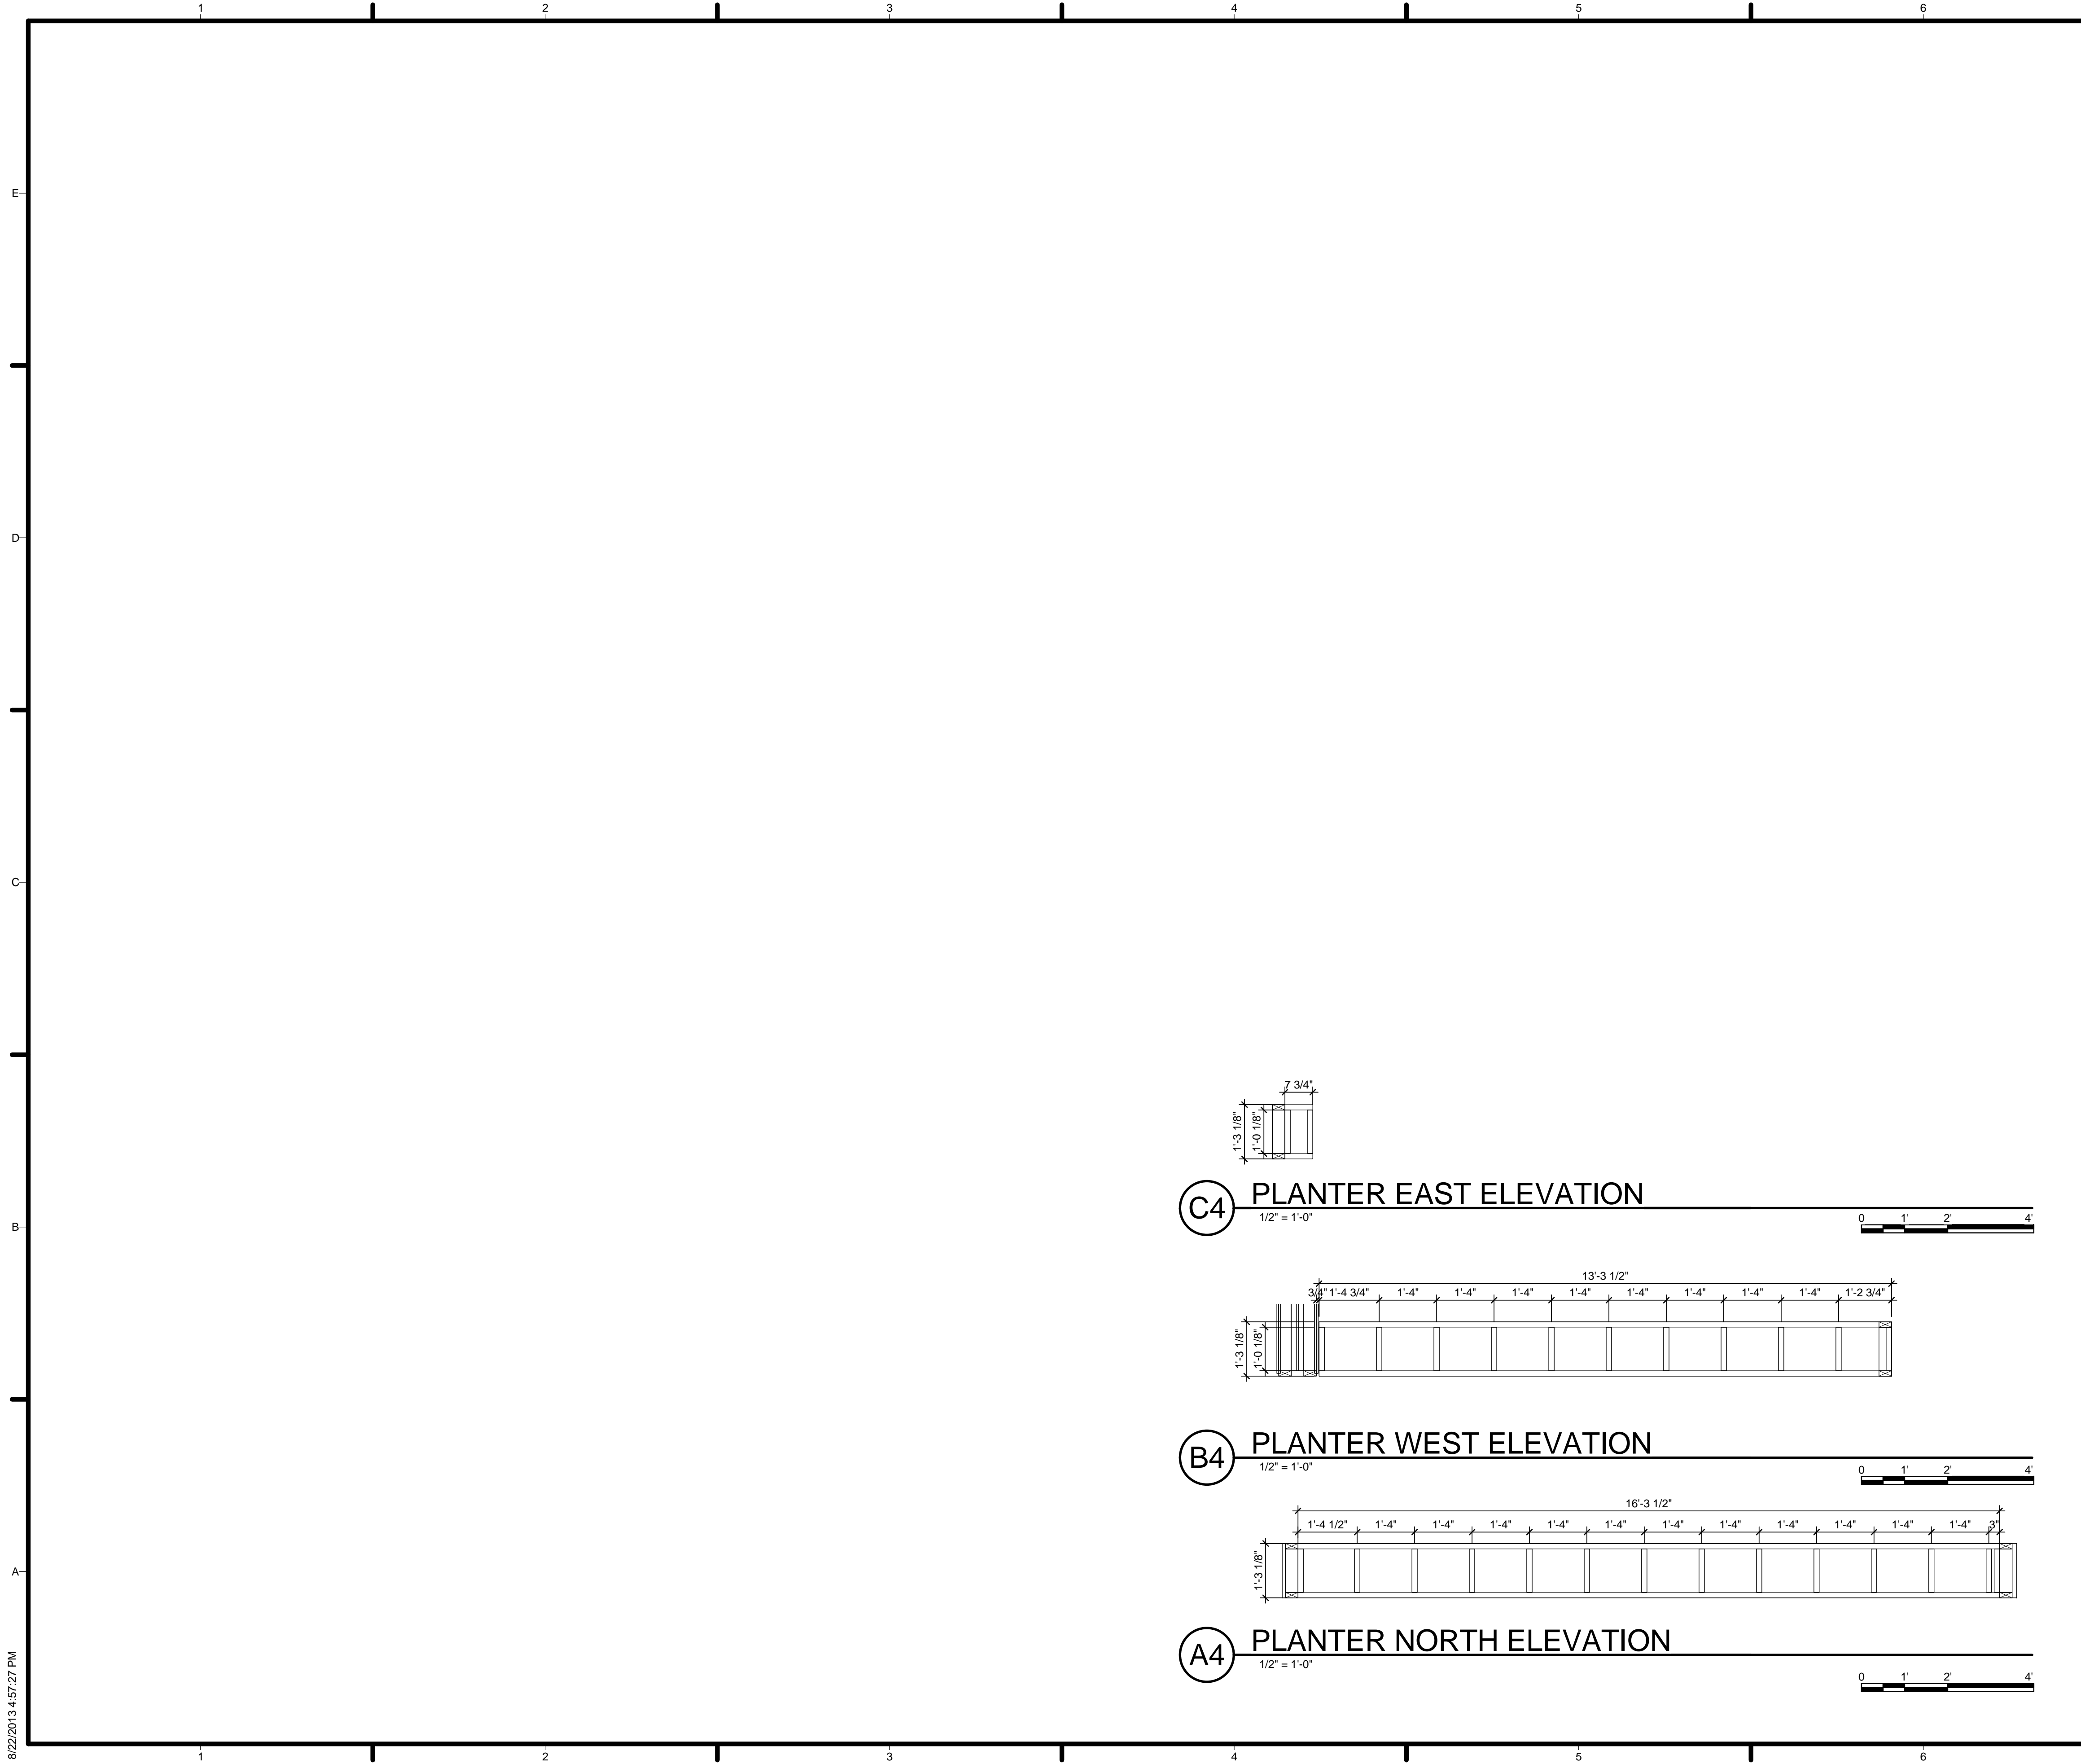 1 2 3 4 5 6
E
D
C
B
A
7 3/4"
1'-3 1/8"
1'-0 1/8"
C4 PLANTER EAST ELEVATION
1/2" = 1'-0"
0 1' 2' 4'
13'-3 1/2"
3/4" 1'-4 3/4" 1'-4" 1'-4" 1'-4" 1'-4" 1'-4" 1'-4" 1'-4" 1'-4" 1'-2 3/4"
1'-3 1/8"
1'-0 1/8"
B4 PLANTER WEST ELEVATION
1/2" = 1'-0"
0 1' 2' 4'
16'-3 1/2"
1'-4 1/2" 1'-4" 1'-4" 1'-4" 1'-4" 1'-4" 1'-4" 1'-4" 1'-4" 1'-4" 1'-4" 1'-4" 3"
1'-3 1/8"
A4 PLANTER NORTH ELEVATION
1/2" = 1'-0"
0 1' 2' 4'
8/22/2013 4:57:27 PM
1 2 3 4 5 6